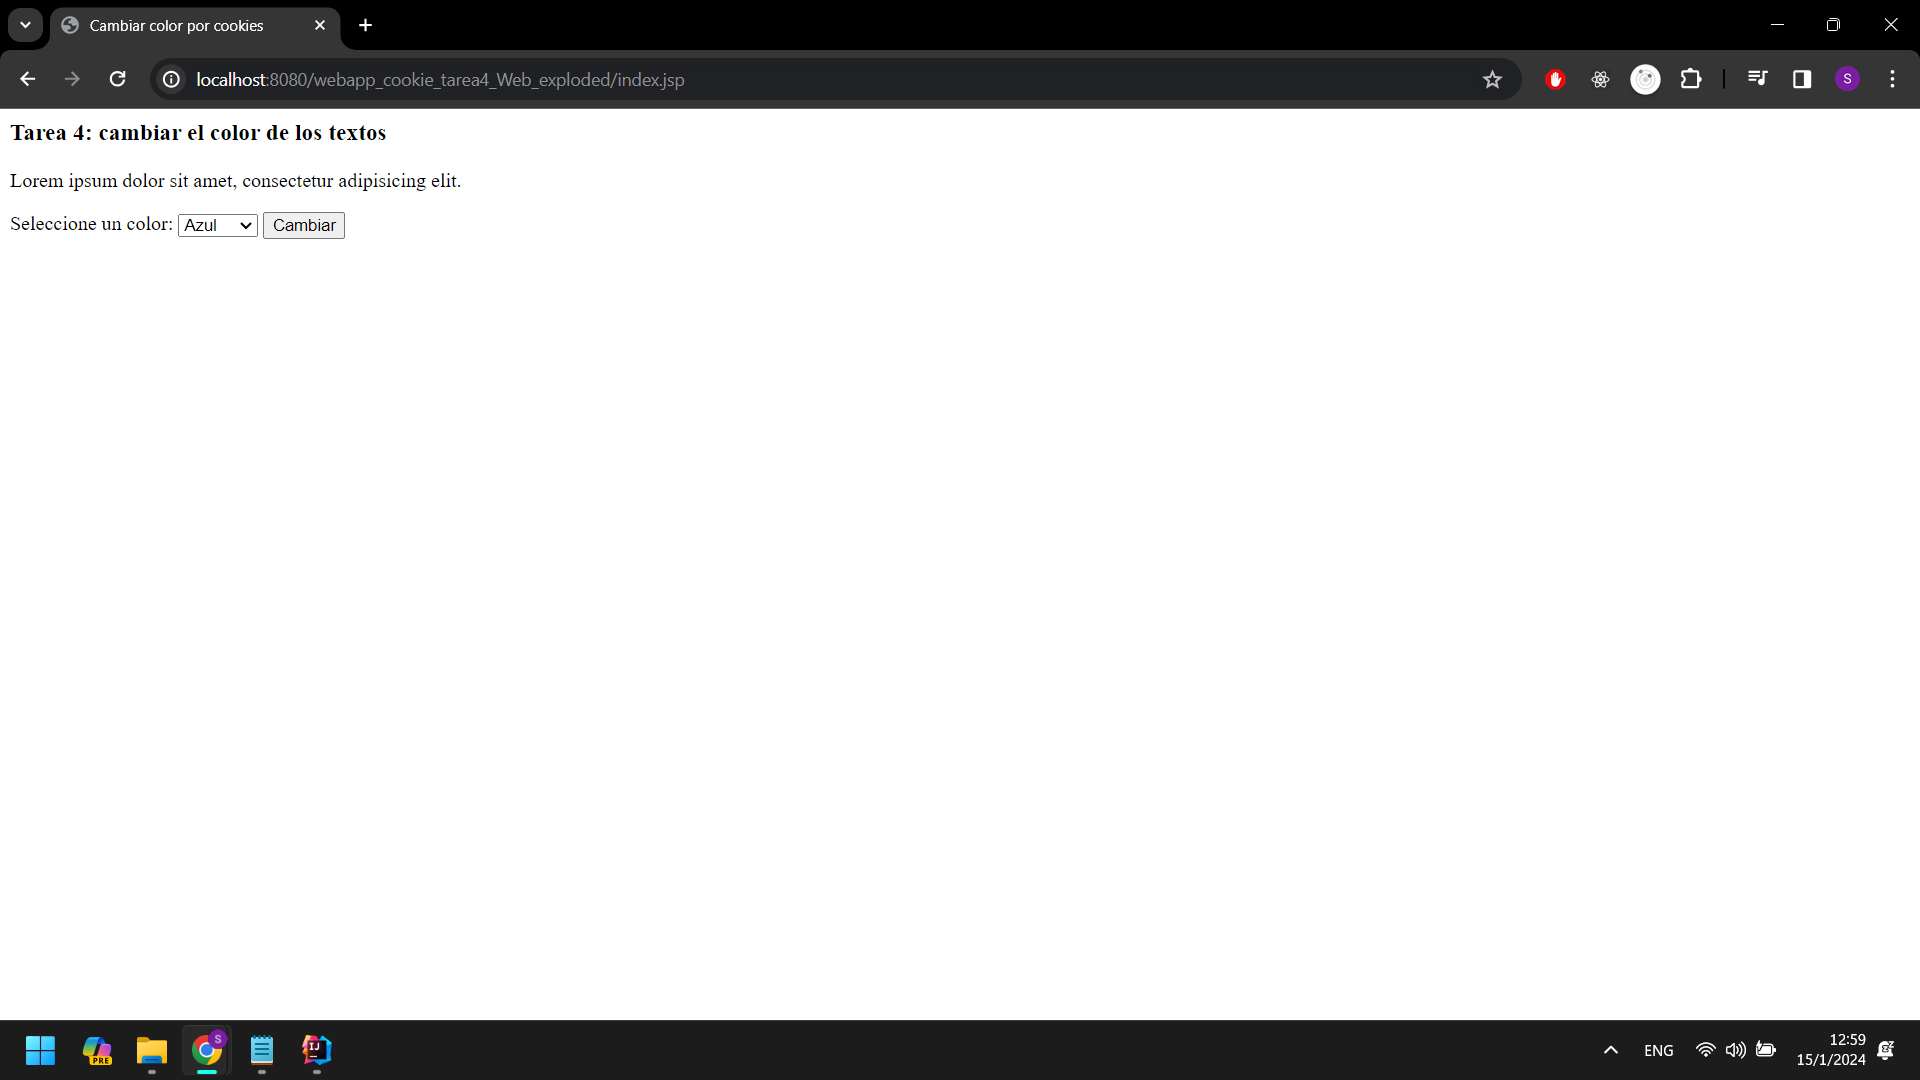 Cambiar color por cookies
localhost:8080/webapp_cookie_tarea4_Web_exploded/index.jsp
S
Tarea 4: cambiar el color de los textos
Lorem ipsum dolor sit amet, consectetur adipisicing elit.
Seleccione un color: Azul Cambiar
PRE
S
IJ
ENG
12:59
15/1/2024